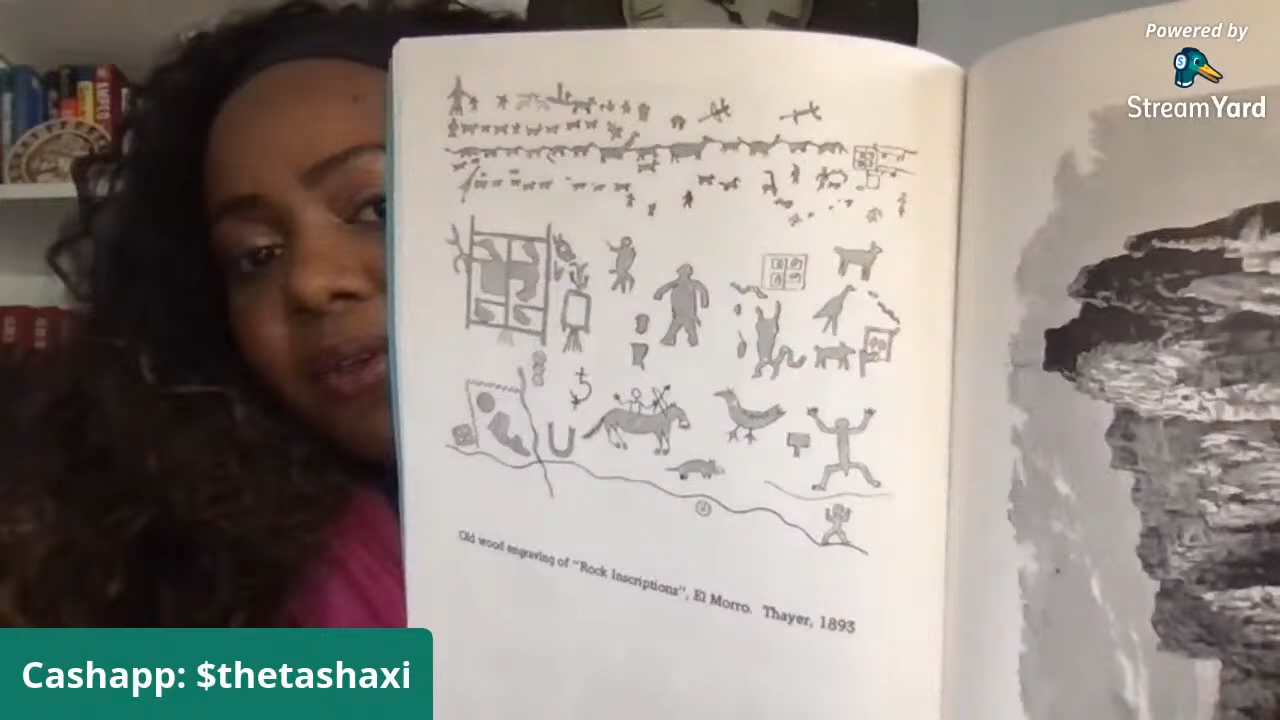 Powered by
StreamYard
Old wood engraving of "Rock Inscriptions", El Morro. Thayer, 1893
Cashapp: $thetashaxi